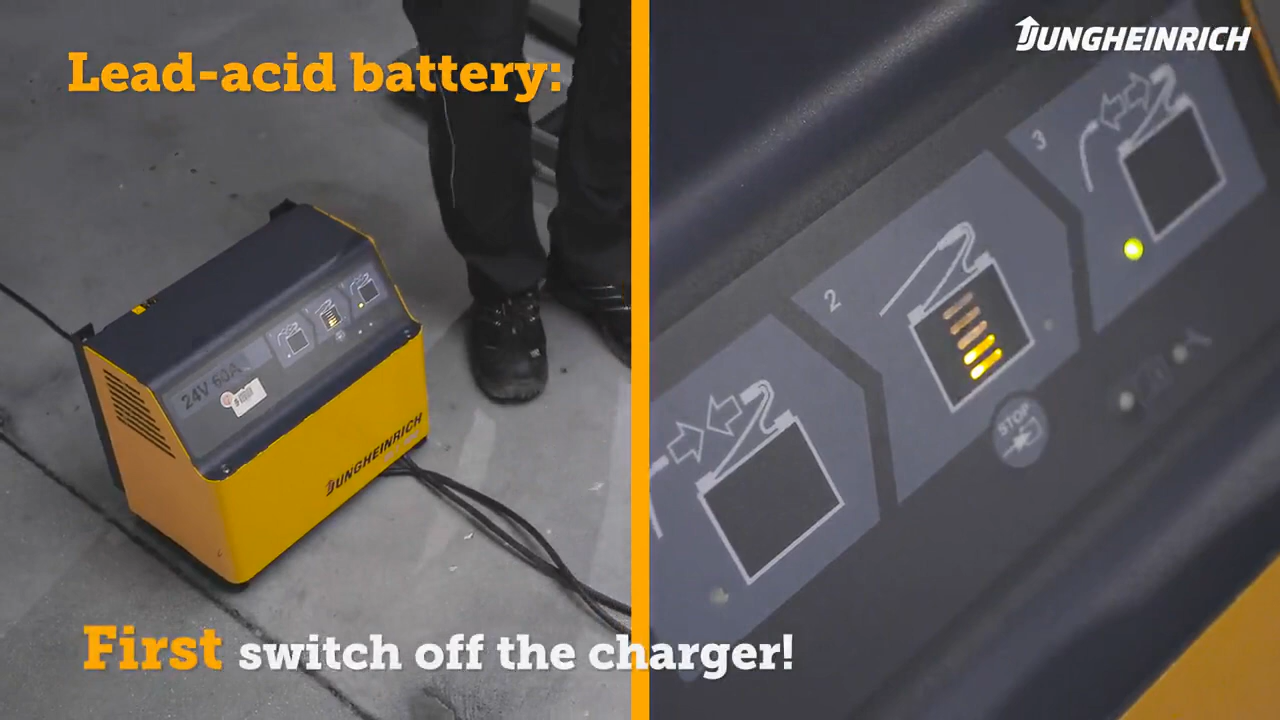 JUNGHEINRICH
Lead-acid battery:
24V 60A
JUNGHEINRICH
2
3
STOP
First switch off the charger!